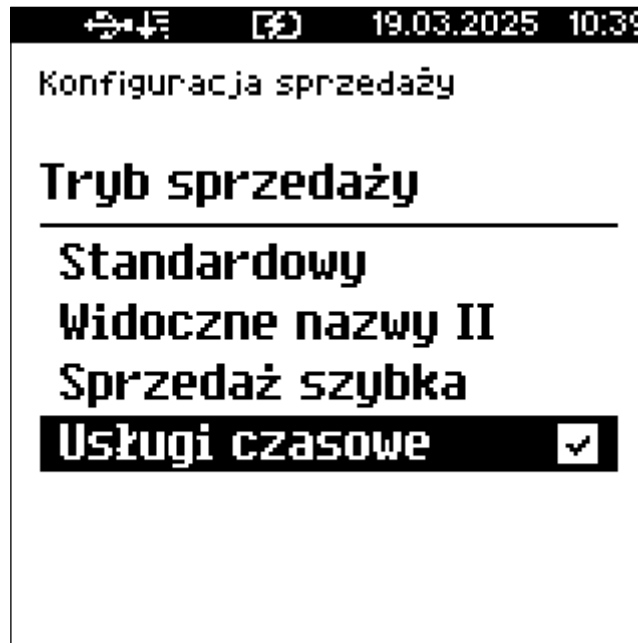 19.03.2025 10:39
Konfiguracja sprzedaży
Tryb sprzedaży
Standardowy
Widoczne nazwy II
Sprzedaż szybka
Usługi czasowe